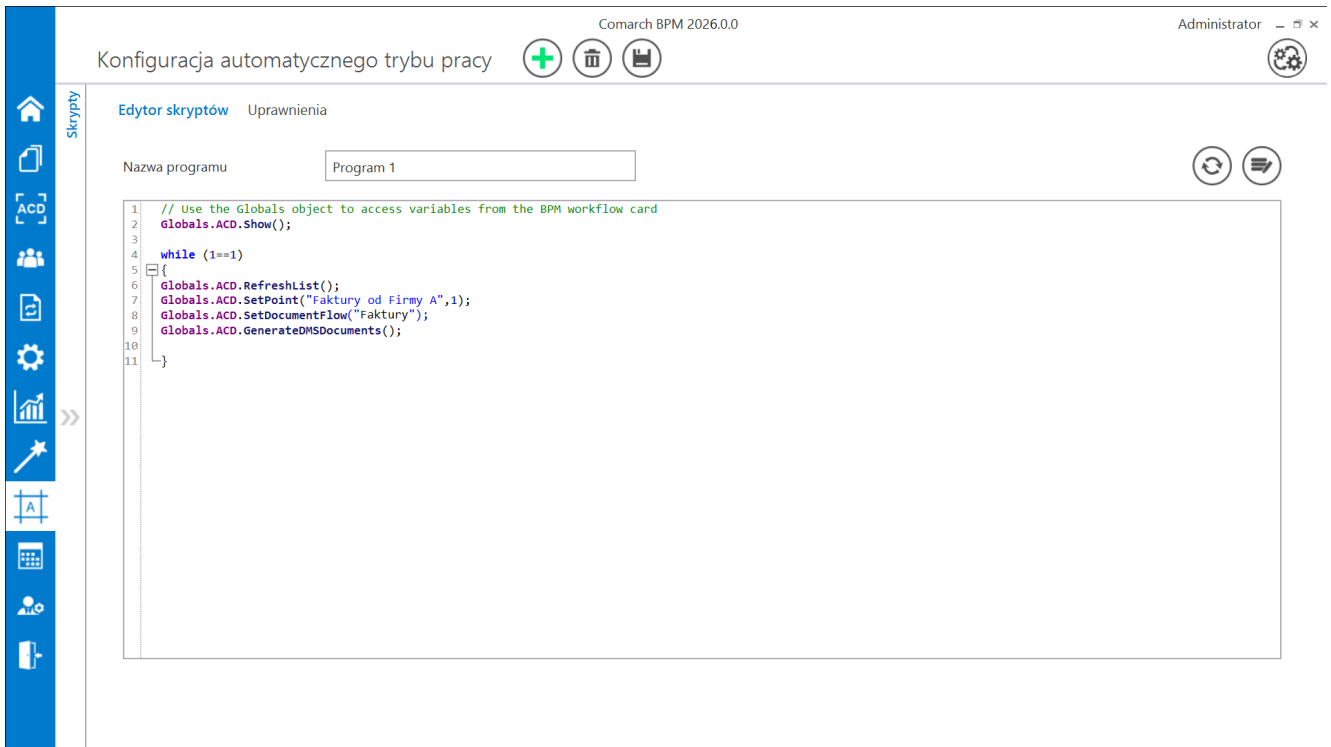 Comarch BPM 2026.0.0
Administrator
Konfiguracja automatycznego trybu pracy
Skrypty
ACD
A
Edytor skryptów Uprawnienia
Nazwa programu Program 1
1 // Use the Globals object to access variables from the BPM workflow card
2 Globals.ACD.Show();
3
4 while (1==1)
5 {
6 Globals.ACD.RefreshList();
7 Globals.ACD.SetPoint("Faktury od Firmy A",1);
8 Globals.ACD.SetDocumentFlow("Faktury");
9 Globals.ACD.GenerateDMSDocuments();
10
11 }